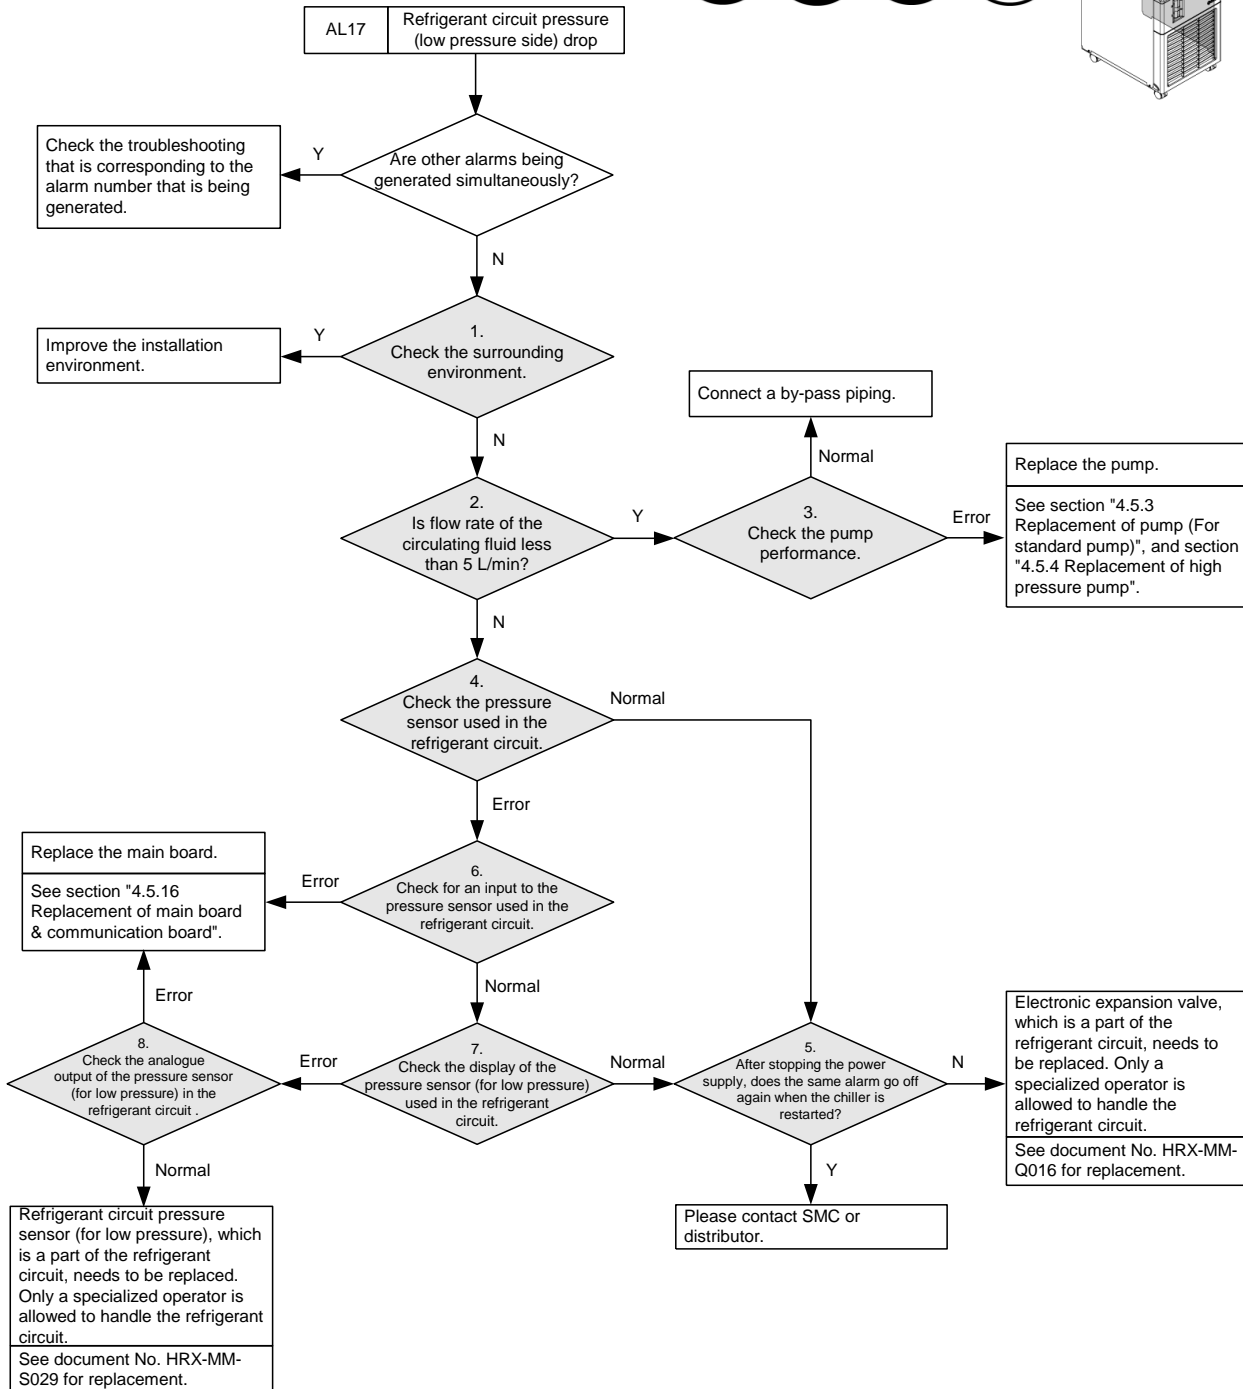 AL17
Refrigerant circuit pressure
(low pressure side) drop
Check the troubleshooting
that is corresponding to the
alarm number that is being
generated.
Y
Are other alarms being
generated simultaneously?
N
Improve the installation
environment.
Y
1.
Check the surrounding
environment.
N
Connect a by-pass piping.
Normal
2.
Is flow rate of the
circulating fluid less
than 5 L/min?
Y
3.
Check the pump
performance.
Error
Replace the pump.
See section "4.5.3
Replacement of pump (For
standard pump)", and section
"4.5.4 Replacement of high
pressure pump".
N
4.
Check the pressure
sensor used in the
refrigerant circuit.
Normal
Error
Replace the main board.
See section "4.5.16
Replacement of main board
& communication board".
Error
6.
Check for an input to the
pressure sensor used in the
refrigerant circuit.
Error
Normal
8.
Check the analogue
output of the pressure sensor
(for low pressure) in the
refrigerant circuit .
Error
7.
Check the display of the
pressure sensor (for low pressure)
used in the refrigerant
circuit.
Normal
5.
After stopping the power
supply, does the same alarm go off
again when the chiller is
restarted?
N
Electronic expansion valve,
which is a part of the
refrigerant circuit, needs to
be replaced. Only a
specialized operator is
allowed to handle the
refrigerant circuit.
See document No. HRX-MM-
Q016 for replacement.
Normal
Y
Refrigerant circuit pressure
sensor (for low pressure), which
is a part of the refrigerant
circuit, needs to be replaced.
Only a specialized operator is
allowed to handle the refrigerant
circuit.
See document No. HRX-MM-
S029 for replacement.
Please contact SMC or
distributor.